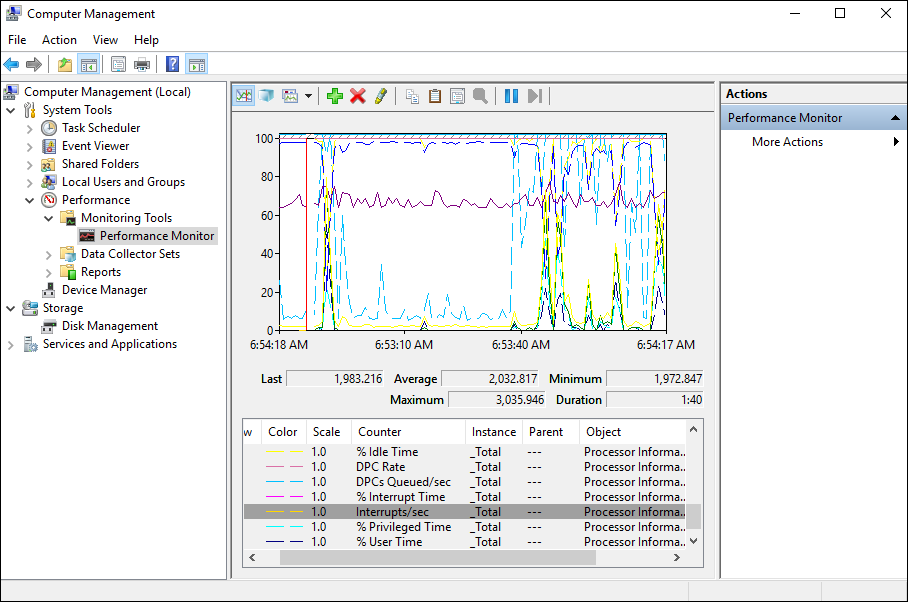 Computer Management
File Action View Help
Computer Management (Local)
System Tools
Task Scheduler
Event Viewer
Shared Folders
Local Users and Groups
Performance
Monitoring Tools
Performance Monitor
Data Collector Sets
Reports
Device Manager
Storage
Disk Management
Services and Applications
100
80
60
40
20
0
6:54:18 AM 6:53:10 AM 6:53:40 AM 6:54:17 AM
Last 1,983.216 Average 2,032.817 Minimum 1,972.847
Maximum 3,035.946 Duration 1:40
w Color Scale Counter Instance Parent Object
1.0 % Idle Time _Total --- Processor Informa...
1.0 DPC Rate _Total --- Processor Informa...
1.0 DPCs Queued/sec _Total --- Processor Informa...
1.0 % Interrupt Time _Total --- Processor Informa...
1.0 Interrupts/sec _Total --- Processor Informa...
1.0 % Privileged Time _Total --- Processor Informa...
1.0 % User Time _Total --- Processor Informa...
Actions
Performance Monitor
More Actions